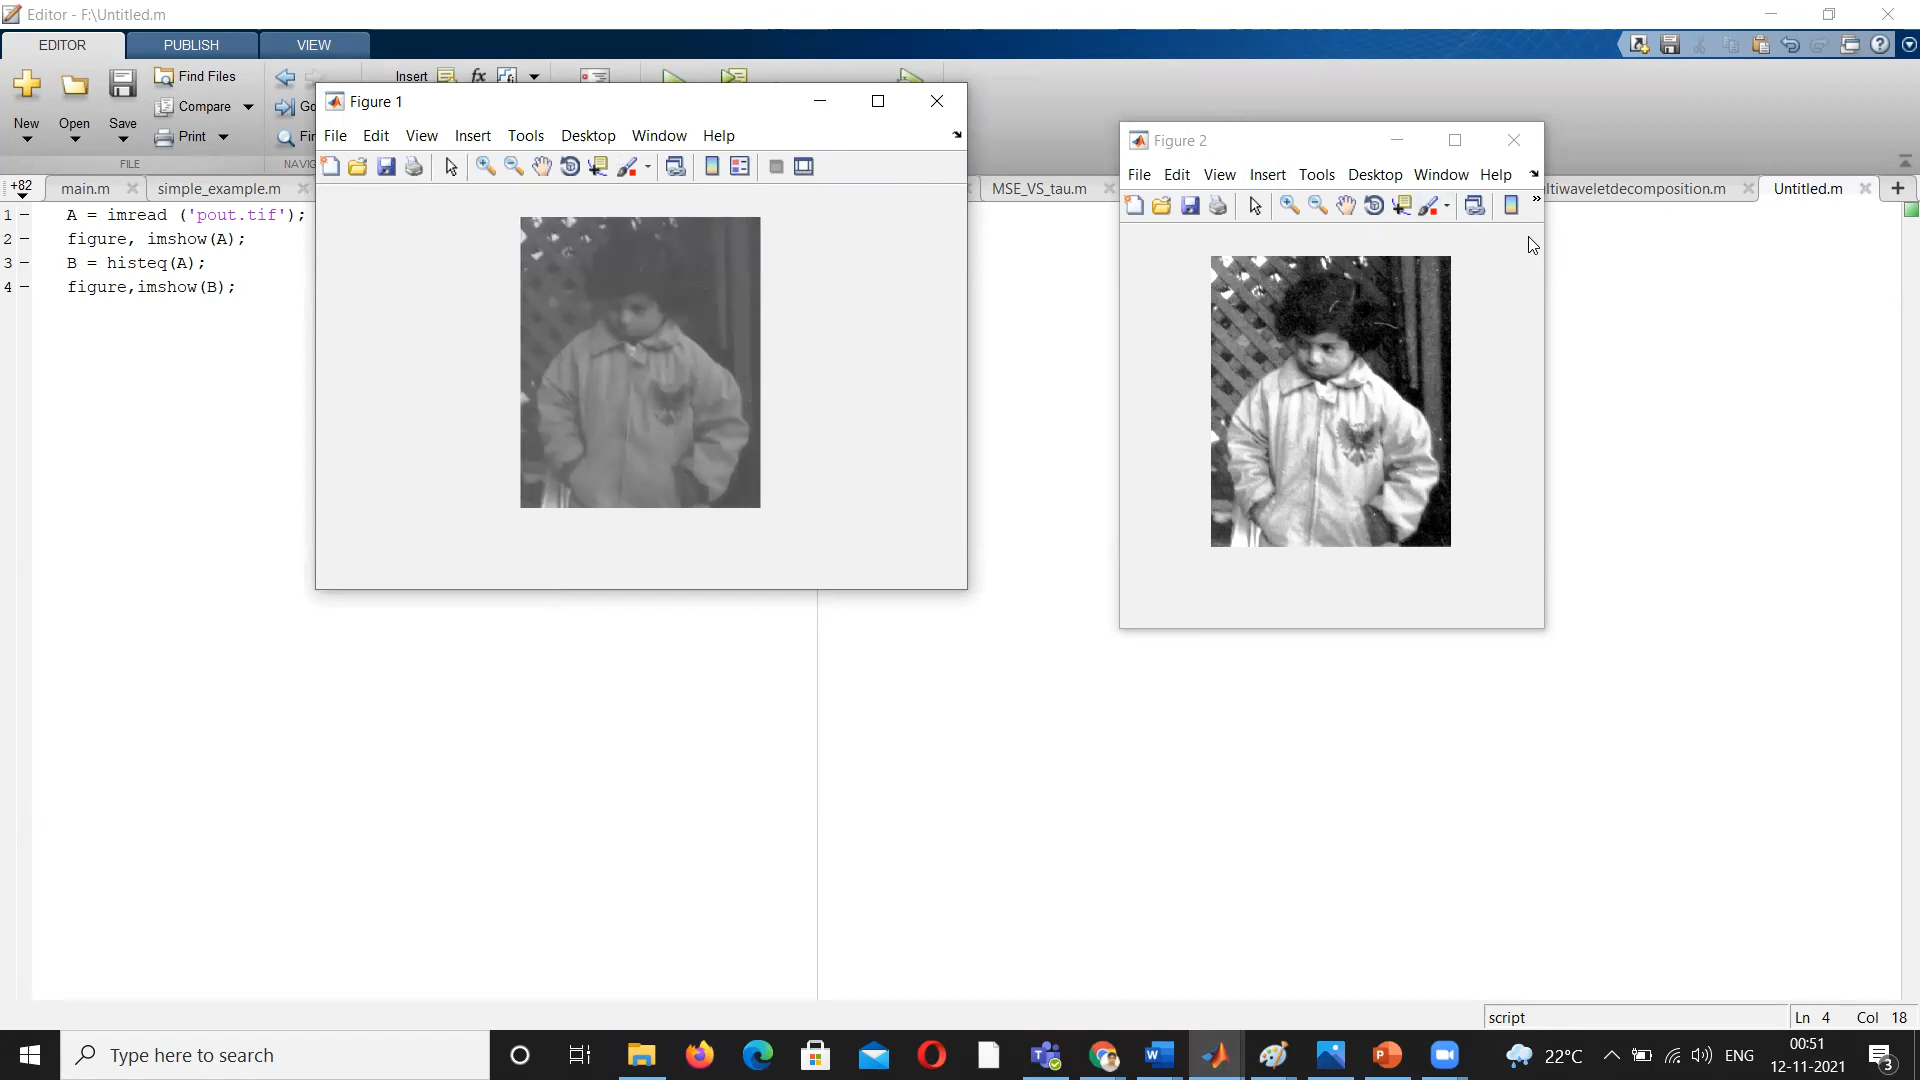 Editor - F:\Untitled.m
EDITOR PUBLISH VIEW
New Open Save
Find Files
Compare
Print
FILE
Insert fx
Figure 1
File Edit View Insert Tools Desktop Window Help
Figure 2
File Edit View Insert Tools Desktop Window Help
+82 main.m simple_example.m MSE_VS_tau.m ltiwaveletdecomposition.m Untitled.m
1 A = imread ('pout.tif');
2 figure, imshow(A);
3 B = histeq(A);
4 figure,imshow(B);
script Ln 4 Col 18
Type here to search
22°C ENG
00:51
12-11-2021
3